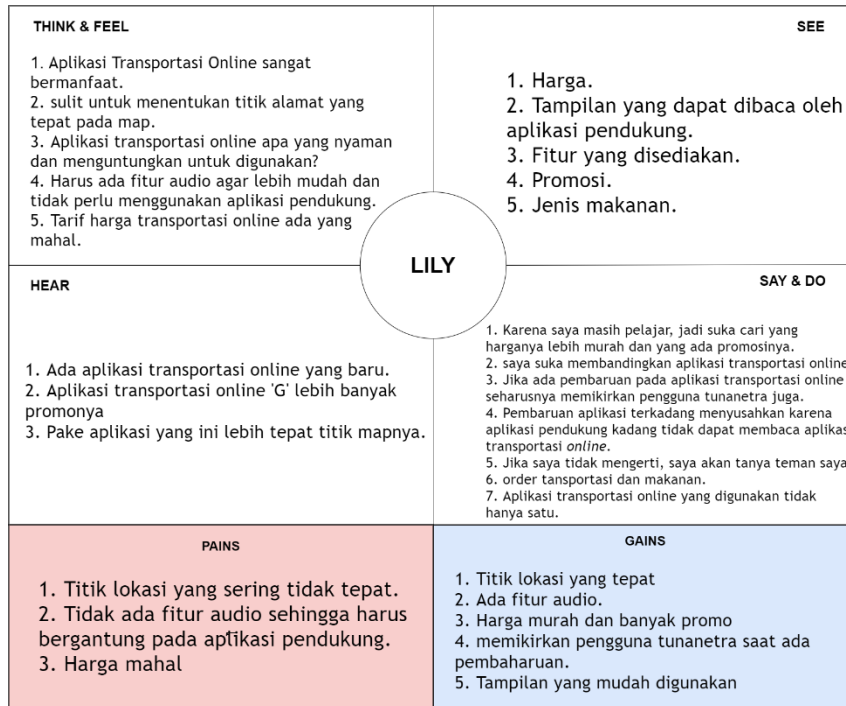 THINK & FEEL
1. Aplikasi Transportasi Online sangat
bermanfaat.
2. sulit untuk menentukan titik alamat yang
tepat pada map.
3. Aplikasi transportasi online apa yang nyaman
dan menguntungkan untuk digunakan?
4. Harus ada fitur audio agar lebih mudah dan
tidak perlu menggunakan aplikasi pendukung.
5. Tarif harga transportasi online ada yang
mahal.
SEE
1. Harga.
2. Tampilan yang dapat dibaca oleh
aplikasi pendukung.
3. Fitur yang disediakan.
4. Promosi.
5. Jenis makanan.
LILY
HEAR
1. Ada aplikasi transportasi online yang baru.
2. Aplikasi transportasi online 'G' lebih banyak
promonya
3. Pake aplikasi yang ini lebih tepat titik mapnya.
SAY & DO
1. Karena saya masih pelajar, jadi suka cari yang
harganya lebih murah dan yang ada promosinya.
2. saya suka membandingkan aplikasi transportasi online
3. Jika ada pembaruan pada aplikasi transportasi online
seharusnya memikirkan pengguna tunanetra juga.
4. Pembaruan aplikasi terkadang menyusahkan karena
aplikasi pendukung kadang tidak dapat membaca aplikas
transportasi online.
5. Jika saya tidak mengerti, saya akan tanya teman saya
6. order tansportasi dan makanan.
7. Aplikasi transportasi online yang digunakan tidak
hanya satu.
PAINS
1. Titik lokasi yang sering tidak tepat.
2. Tidak ada fitur audio sehingga harus
bergantung pada aplikasi pendukung.
3. Harga mahal
GAINS
1. Titik lokasi yang tepat
2. Ada fitur audio.
3. Harga murah dan banyak promo
4. memikirkan pengguna tunanetra saat ada
pembaharuan.
5. Tampilan yang mudah digunakan